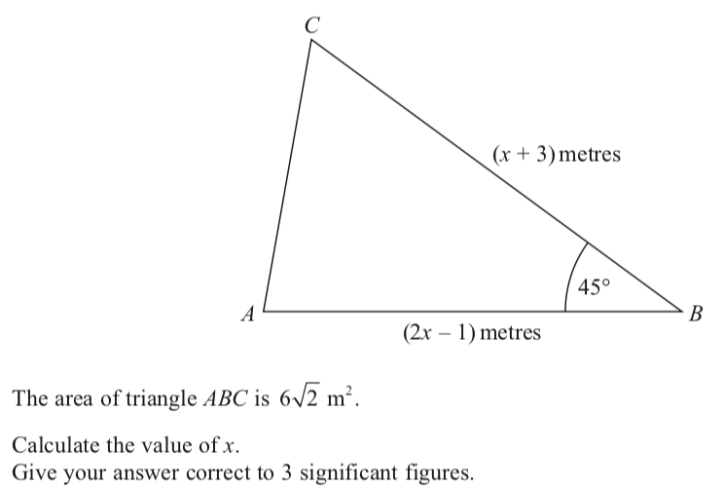 C
(x + 3) metres
45°
A
B
(2x – 1) metres
The area of triangle ABC is 6√2 m².
Calculate the value of x.
Give your answer correct to 3 significant figures.